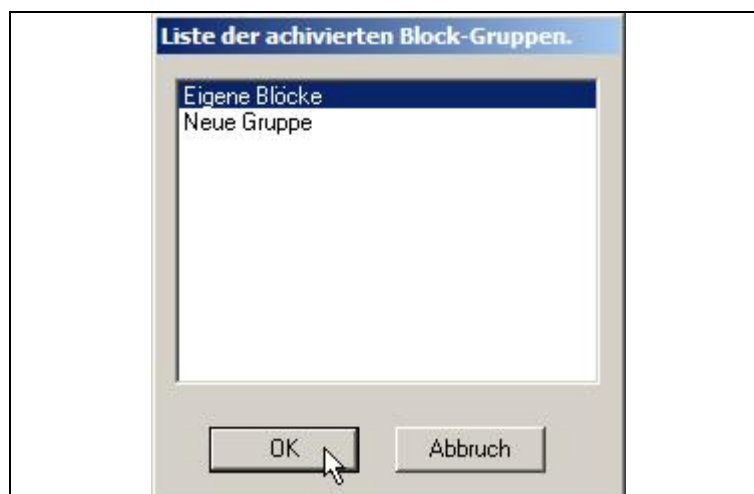 Liste der achivierten Block-Gruppen.
Eigene Blöcke
Neue Gruppe
OK
Abbruch